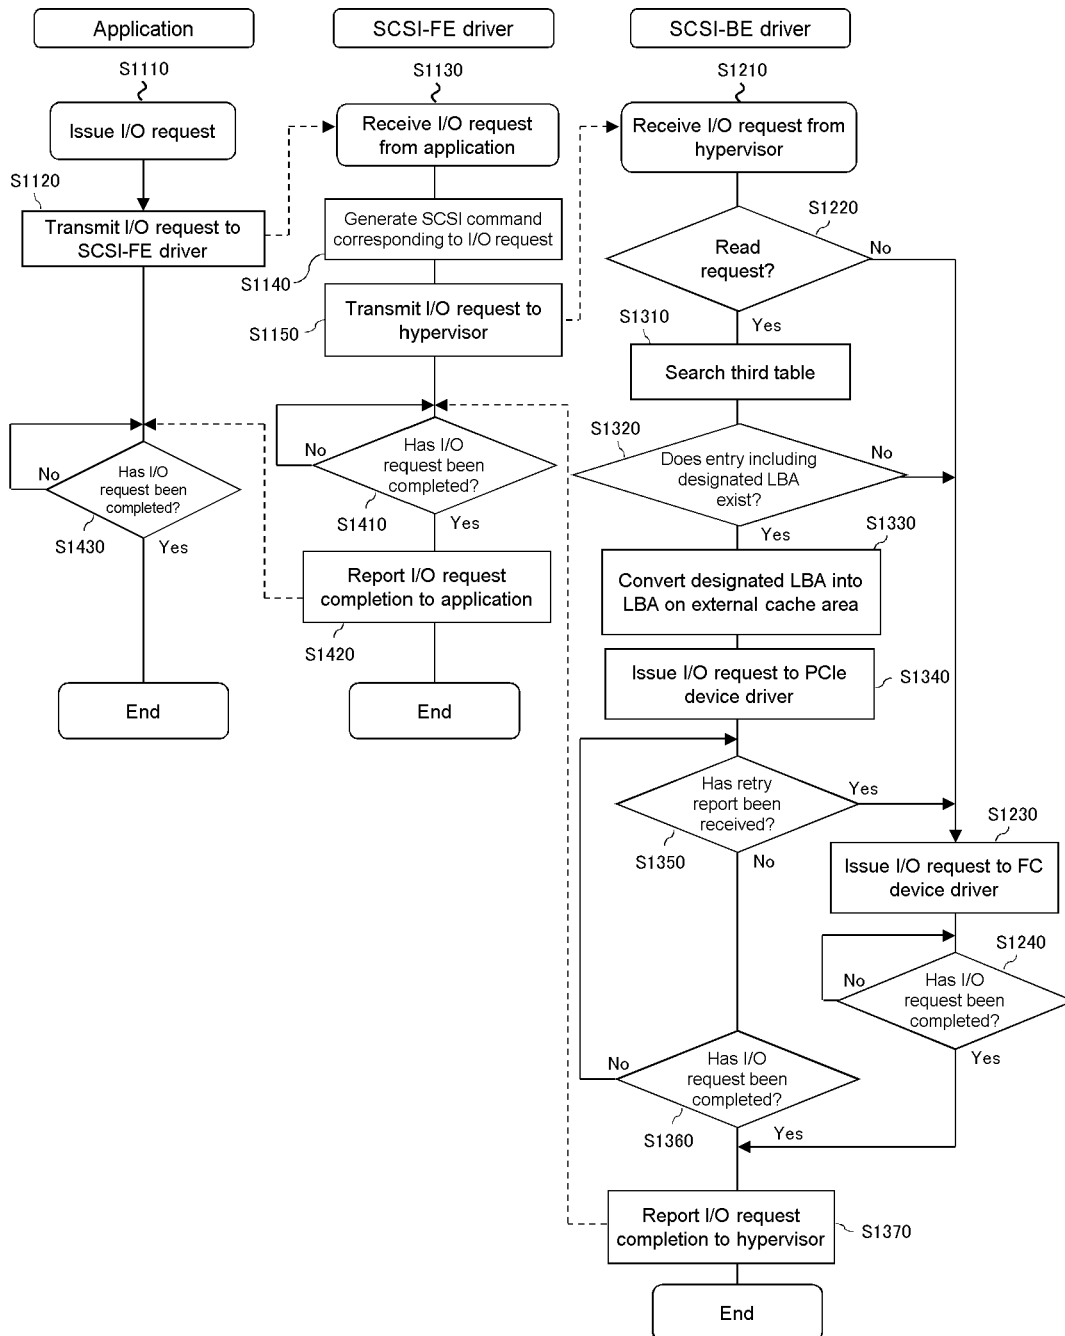 Application
SCSI-FE driver
SCSI-BE driver
S1110
S1130
S1210
Issue I/O request
Receive I/O request
from application
Receive I/O request from
hypervisor
S1120
Transmit I/O request to
SCSI-FE driver
Generate SCSI command
corresponding to I/O request
S1140
S1220
Read
request?
No
Yes
Transmit I/O request to
hypervisor
S1150
S1310
Search third table
No
Has I/O
request been
completed?
S1430
Yes
No
Has I/O
request been
completed?
S1410
Yes
S1320
Does entry including
designated LBA
exist?
No
Yes
S1330
Convert designated LBA into
LBA on external cache area
Report I/O request
completion to application
S1420
Issue I/O request to PCIe
device driver
S1340
End
End
Has retry
report been
received?
Yes
S1350
No
S1230
Issue I/O request to FC
device driver
S1240
No
Has I/O
request been
completed?
Yes
No
Has I/O
request been
completed?
S1360
Yes
Report I/O request
completion to hypervisor
S1370
End